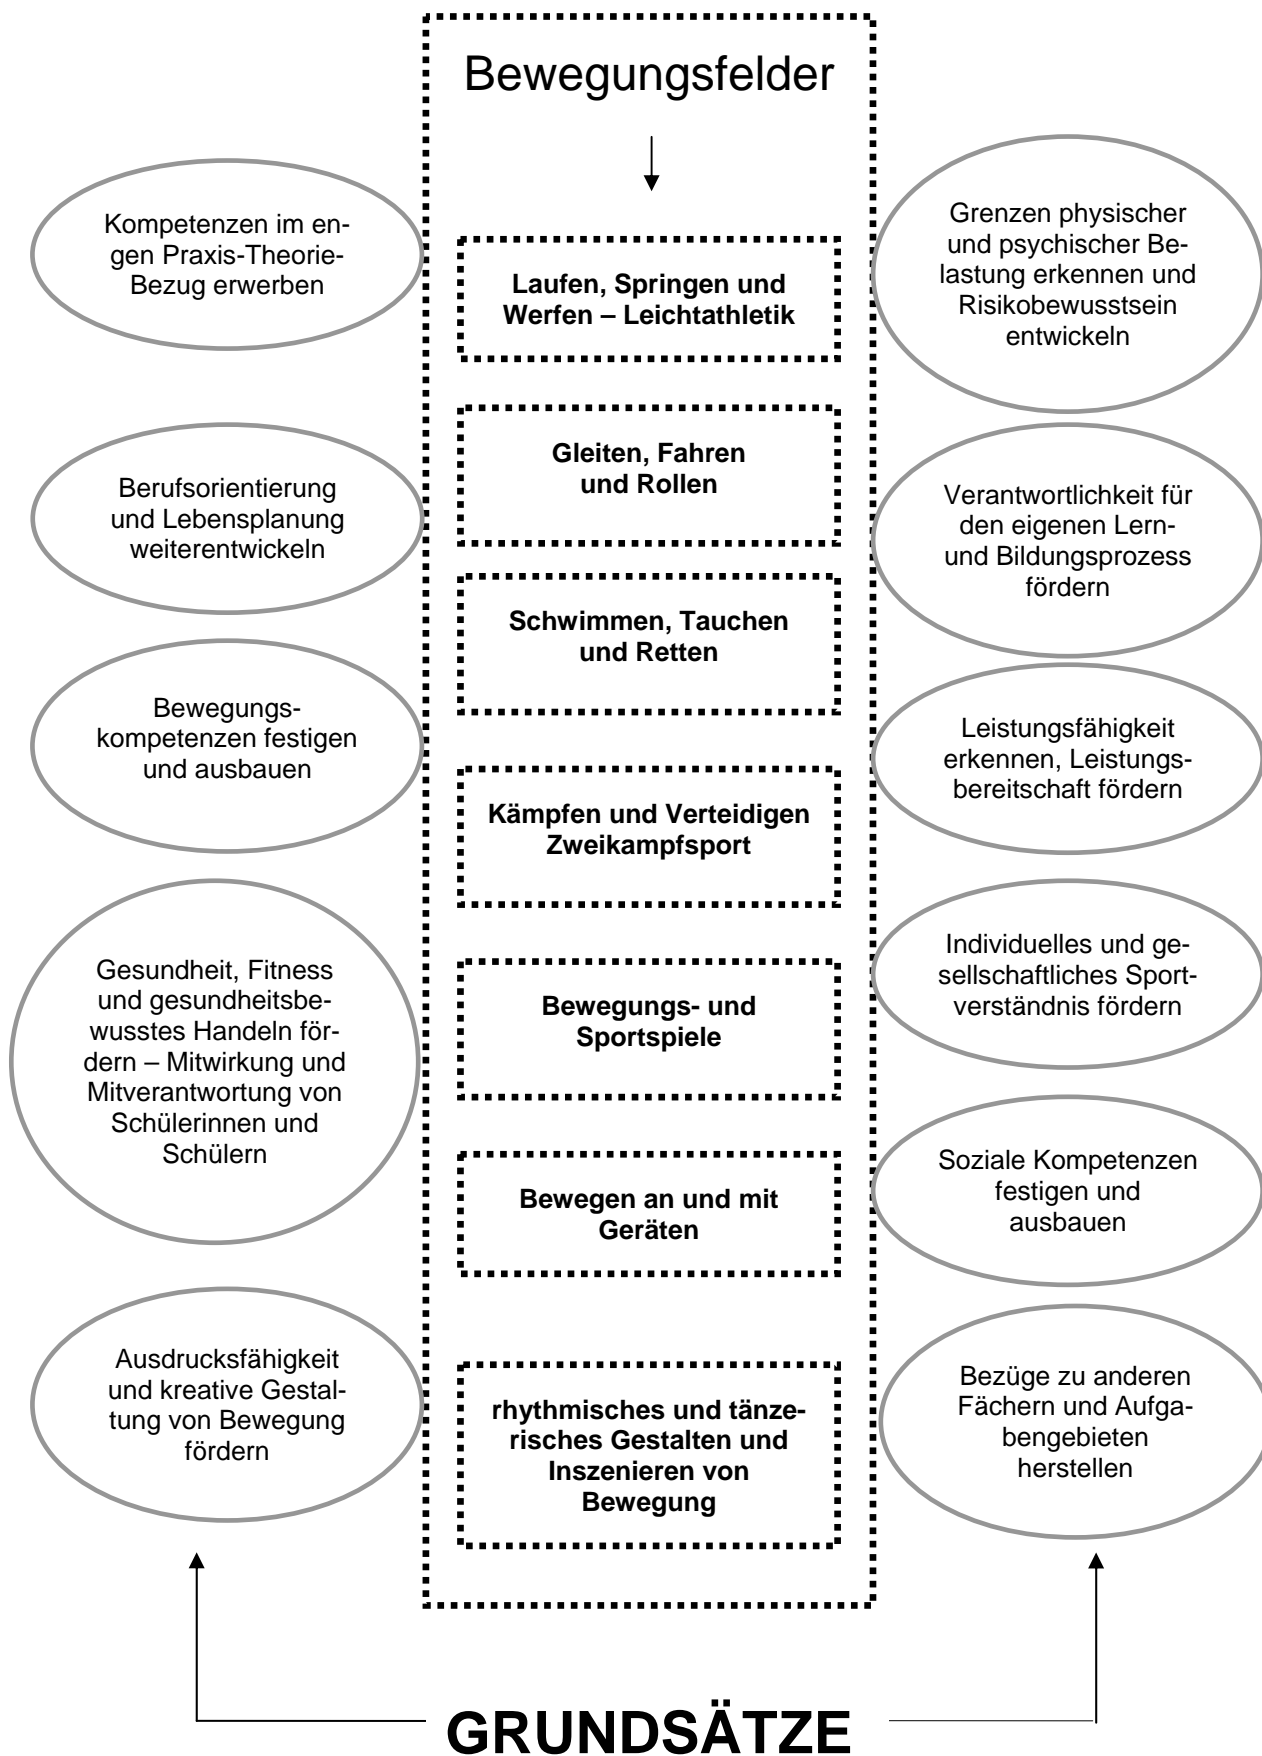 Bewegungsfelder
Kompetenzen im en-
gen Praxis-Theorie-
Bezug erwerben
Berufsorientierung
und Lebensplanung
weiterentwickeln
Bewegungs-
kompetenzen festigen
und ausbauen
Gesundheit, Fitness
und gesundheitsbe-
wusstes Handeln för-
dern – Mitwirkung und
Mitverantwortung von
Schülerinnen und
Schülern
Ausdrucksfähigkeit
und kreative Gestal-
tung von Bewegung
fördern
Laufen, Springen und
Werfen – Leichtathletik
Gleiten, Fahren
und Rollen
Schwimmen, Tauchen
und Retten
Kämpfen und Verteidigen
Zweikampfsport
Bewegungs- und
Sportspiele
Bewegen an und mit
Geräten
rhythmisches und tänze-
risches Gestalten und
Inszenieren von
Bewegung
Grenzen physischer
und psychischer Be-
lastung erkennen und
Risikobewusstsein
entwickeln
Verantwortlichkeit für
den eigenen Lern-
und Bildungsprozess
fördern
Leistungsfähigkeit
erkennen, Leistungs-
bereitschaft fördern
Individuelles und ge-
sellschaftliches Sport-
verständnis fördern
Soziale Kompetenzen
festigen und
ausbauen
Bezüge zu anderen
Fächern und Aufga-
bengebieten
herstellen
GRUNDSÄTZE